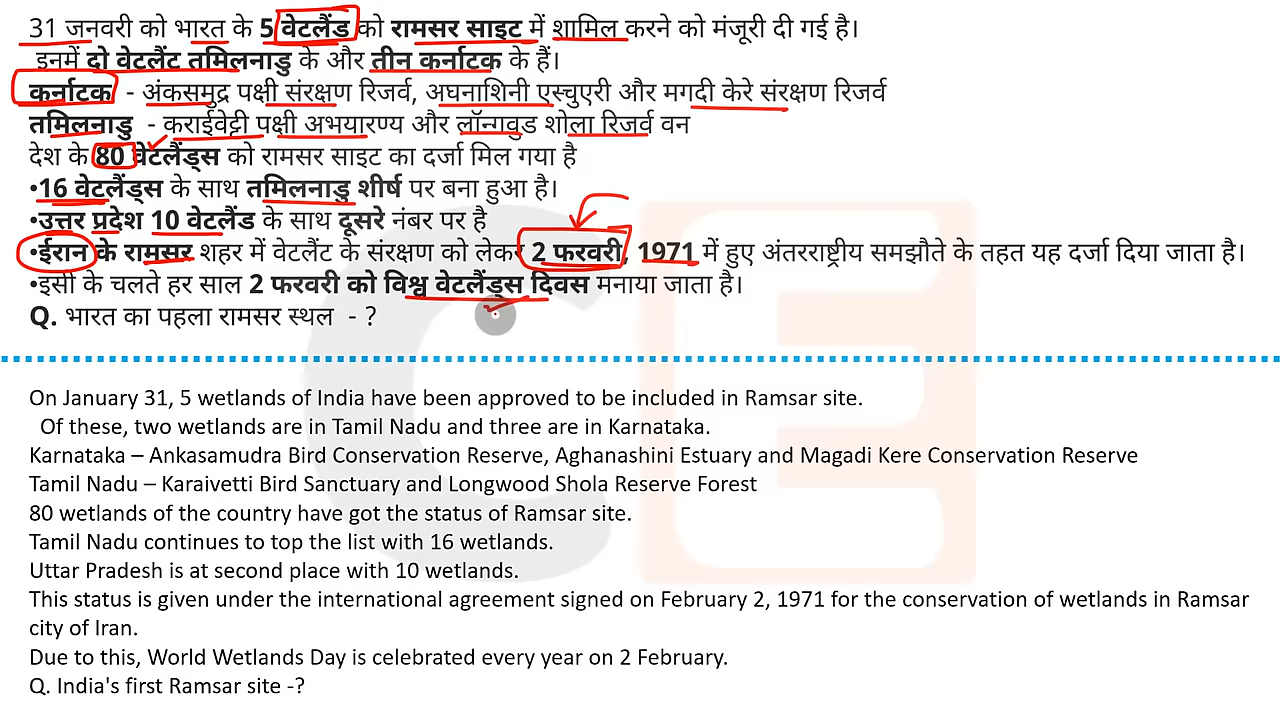 31 जनवरी को भारत के 5 वेटलैंड को रामसर साइट में शामिल करने को मंजूरी दी गई है।
इनमें दो वेटलैंट तमिलनाडु के और तीन कर्नाटक के हैं।
कर्नाटक - अंकसमुद्र पक्षी संरक्षण रिजर्व, अघनाशिनी एस्चुएरी और मगदी केरे संरक्षण रिजर्व
तमिलनाडु - कराईवेट्टी पक्षी अभयारण्य और लॉन्गवुड शोला रिजर्व वन
देश के 80 वेटलैंड्स को रामसर साइट का दर्जा मिल गया है
•16 वेटलैंड्स के साथ तमिलनाडु शीर्ष पर बना हुआ है।
•उत्तर प्रदेश 10 वेटलैंड के साथ दूसरे नंबर पर है
•ईरान के रामसर शहर में वेटलैंट के संरक्षण को लेकर 2 फरवरी, 1971 में हुए अंतरराष्ट्रीय समझौते के तहत यह दर्जा दिया जाता है।
•इसी के चलते हर साल 2 फरवरी को विश्व वेटलैंड्स दिवस मनाया जाता है।
Q. भारत का पहला रामसर स्थल - ?
On January 31, 5 wetlands of India have been approved to be included in Ramsar site.
Of these, two wetlands are in Tamil Nadu and three are in Karnataka.
Karnataka – Ankasamudra Bird Conservation Reserve, Aghanashini Estuary and Magadi Kere Conservation Reserve
Tamil Nadu – Karaivetti Bird Sanctuary and Longwood Shola Reserve Forest
80 wetlands of the country have got the status of Ramsar site.
Tamil Nadu continues to top the list with 16 wetlands.
Uttar Pradesh is at second place with 10 wetlands.
This status is given under the international agreement signed on February 2, 1971 for the conservation of wetlands in Ramsar
city of Iran.
Due to this, World Wetlands Day is celebrated every year on 2 February.
Q. India's first Ramsar site -?
CE